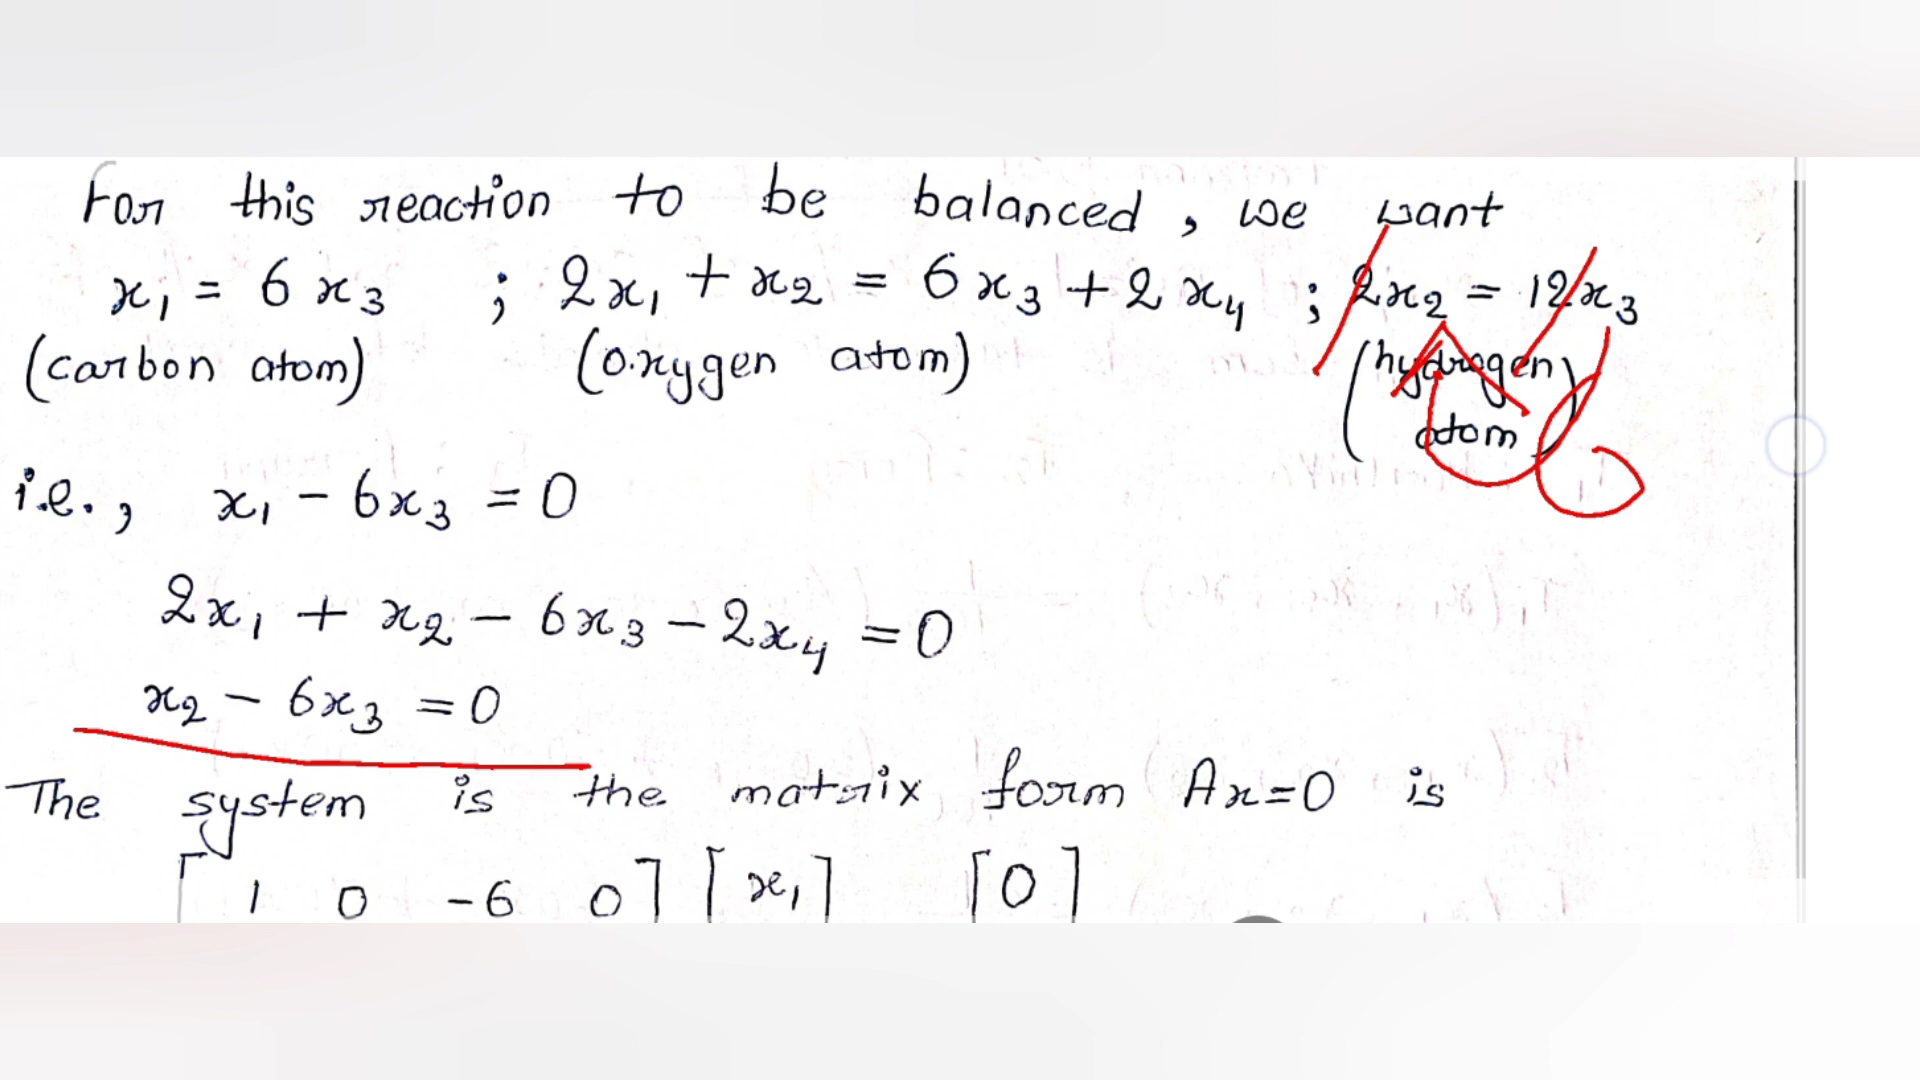 For this reaction to be balanced, we want
x₁ = 6x₃ ; 2x₁ + x₂ = 6x₃ + 2x₄ ; 2x₂ = 12x₃
(carbon atom) (oxygen atom) (hydrogen atom)
i.e., x₁ - 6x₃ = 0
2x₁ + x₂ - 6x₃ - 2x₄ = 0
x₂ - 6x₃ = 0
The system is the matrix form Ax=0 is
[1 0 -6 0] [x₁] [0]